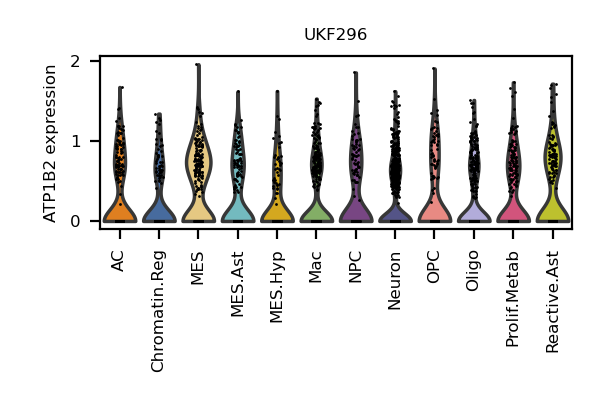 UKF296
ATP1B2 expression
2
1
0
AC
Chromatin.Reg
MES
MES.Ast
MES.Hyp
Mac
NPC
Neuron
OPC
Oligo
Prolif.Metab
Reactive.Ast